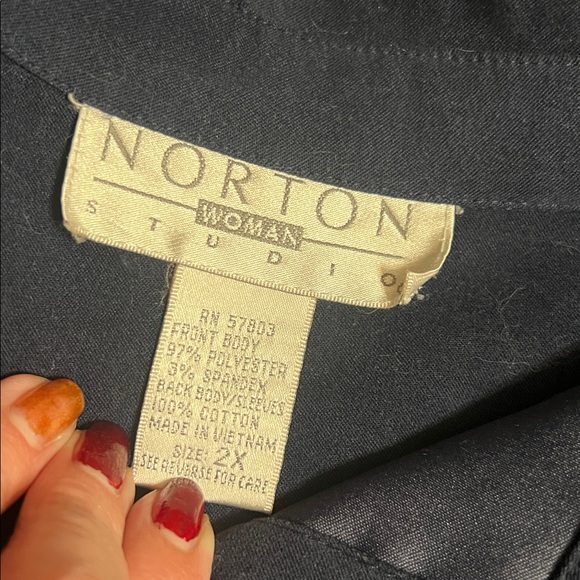 NORTON
WOMAN
STUDIO
RN 57803
FRONT BODY
97% POLYESTER
3% SPANDEX
BACK BODY/SLEEVES
100% COTTON
MADE IN VIETNAM
SIZE: 2X
SEE REVERSE FOR CARE